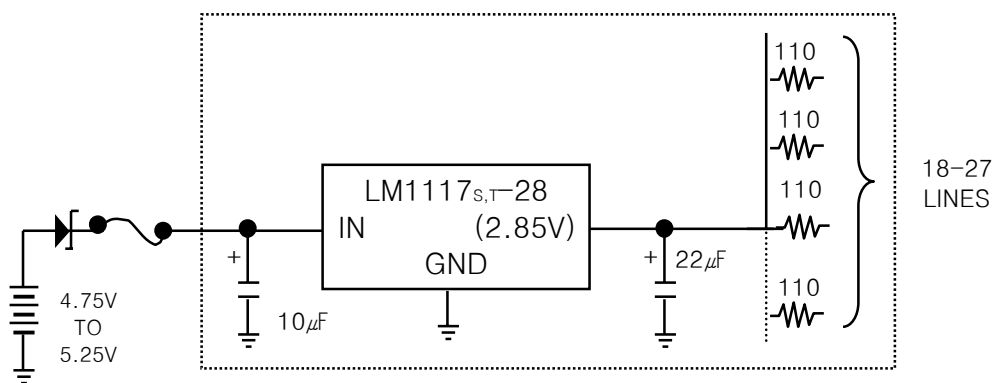 110
110
110
110
18-27
LINES
LM1117S,T-28
IN
(2.85V)
GND
+
10μF
+
22μF
4.75V
TO
5.25V